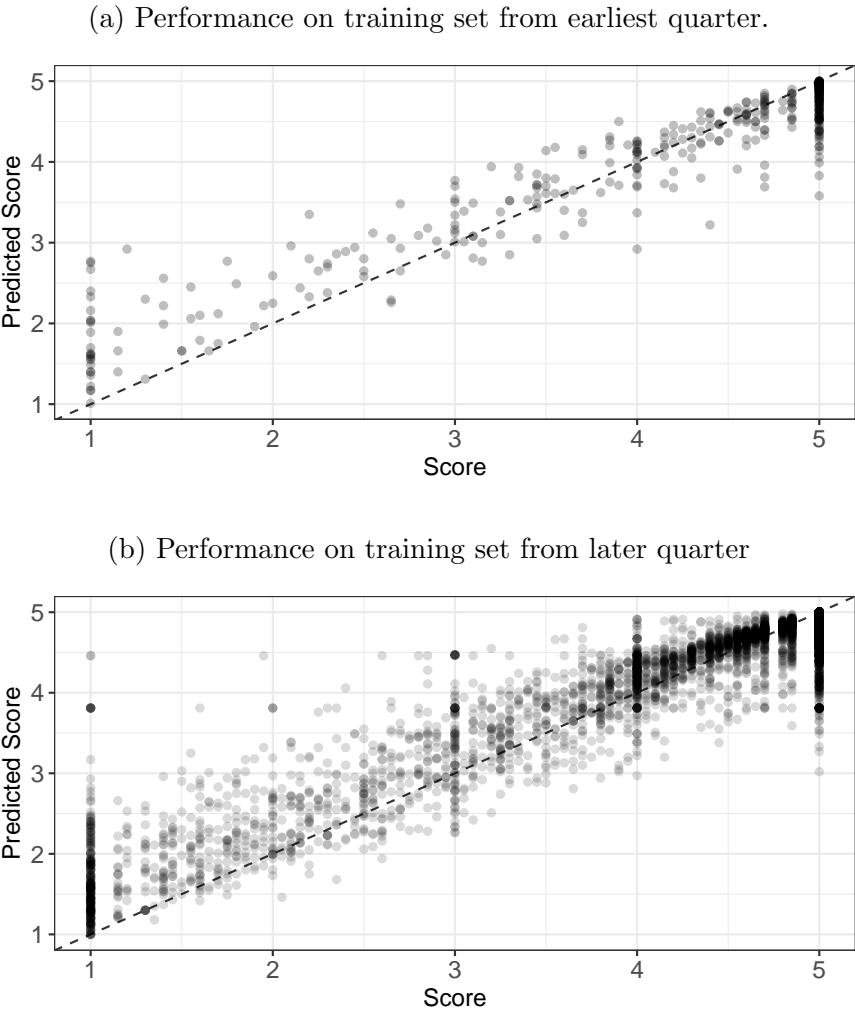 (a) Performance on training set from earliest quarter.
5
4
3
2
1
Predicted Score
1 2 3 4 5
Score
(b) Performance on training set from later quarter
5
4
3
2
1
Predicted Score
1 2 3 4 5
Score